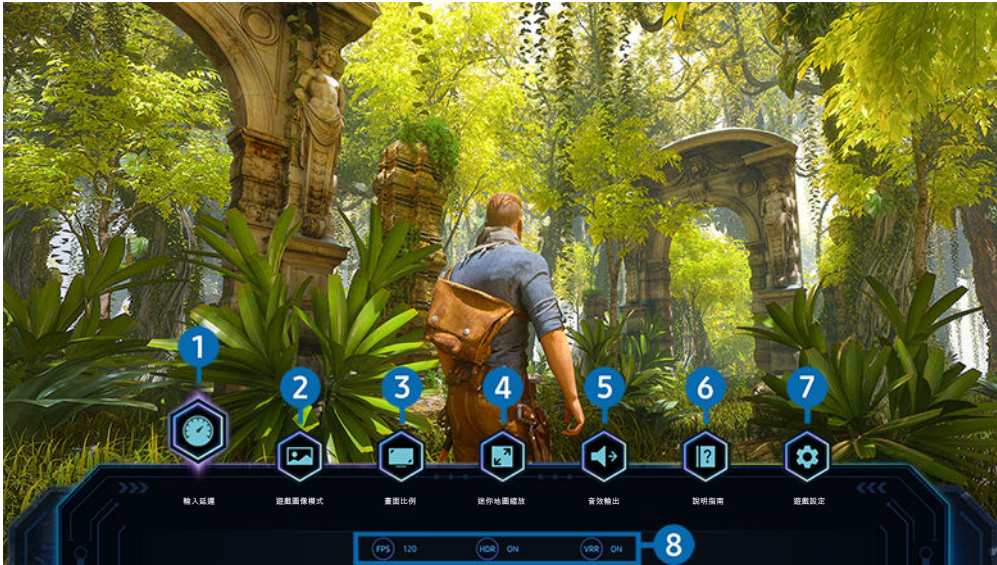 1
2
3
4
5
6
7
輸入延遲
遊戲圖像模式
畫面比例
迷你地圖縮放
音效輸出
說明指南
遊戲設定
FPS 120
HDR ON
VRR ON
8